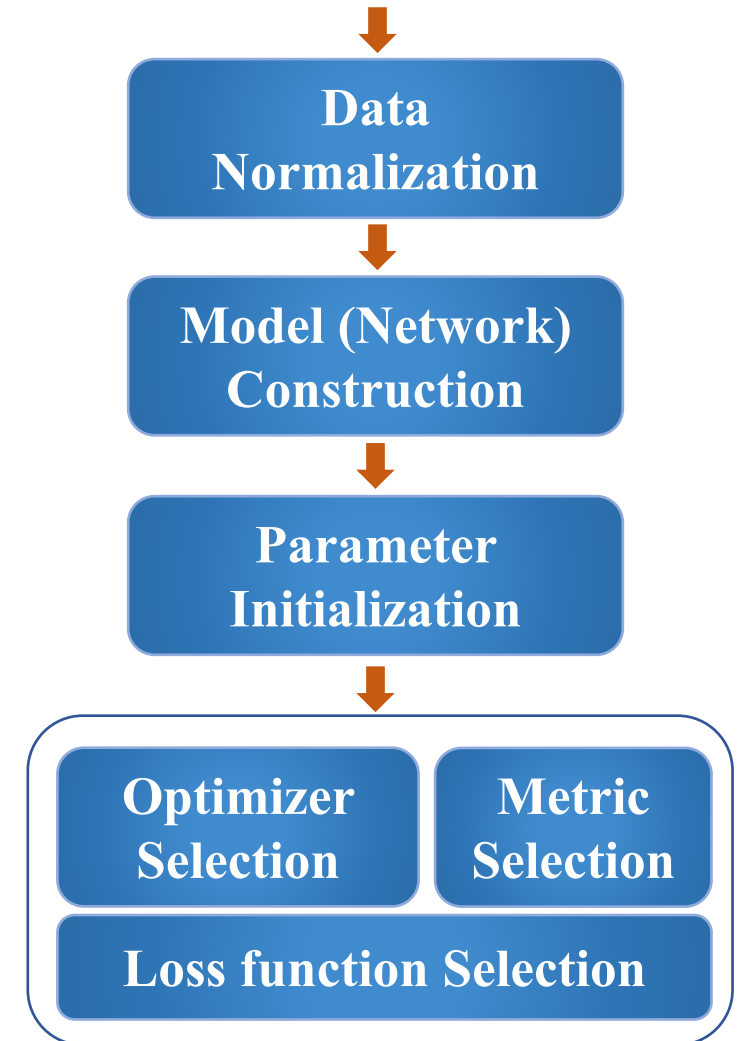 Data
Normalization
Model (Network)
Construction
Parameter
Initialization
Optimizer
Selection
Metric
Selection
Loss function Selection